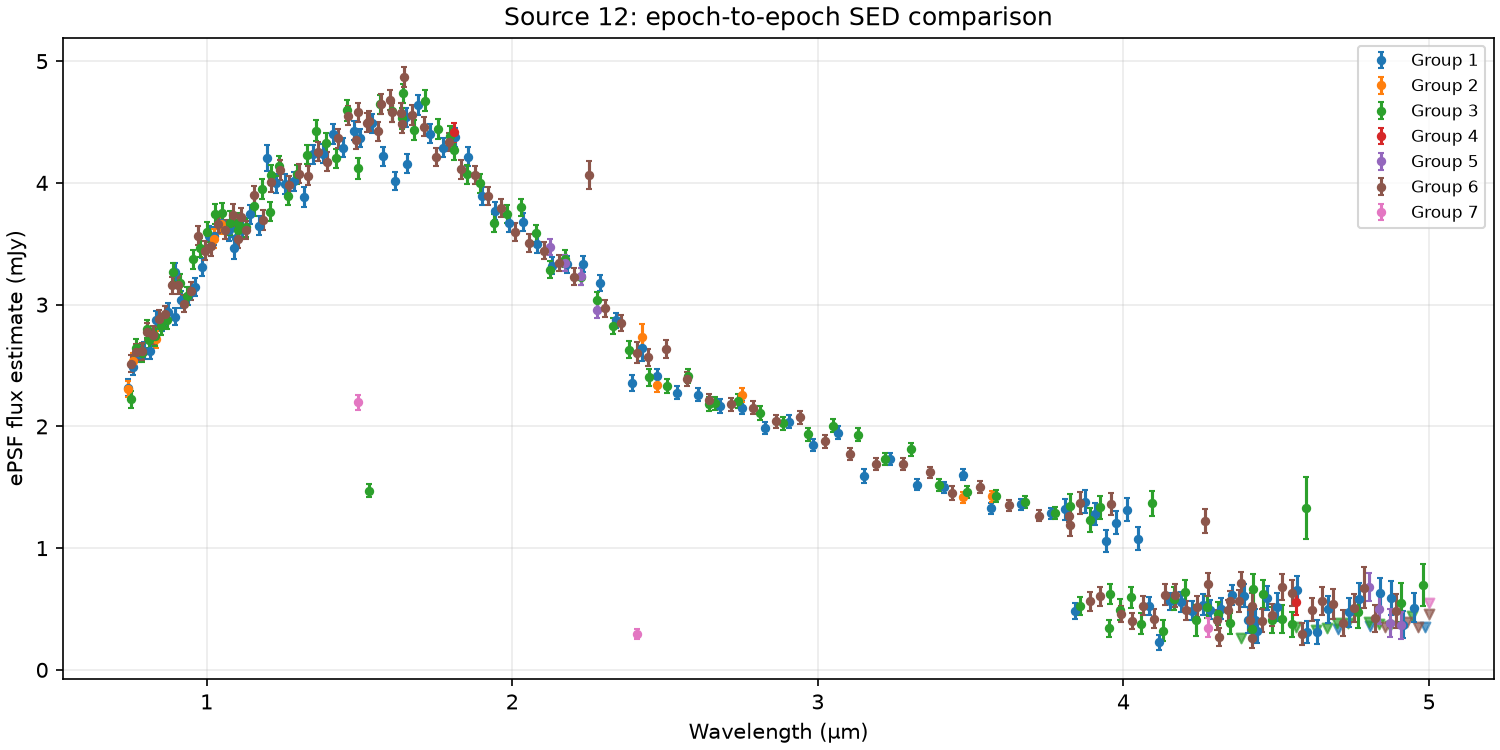 Source 12: epoch-to-epoch SED comparison
ePSF flux estimate (mJy)
5
4
3
2
1
0
Group 1
Group 2
Group 3
Group 4
Group 5
Group 6
Group 7
1 2 3 4 5
Wavelength (μm)